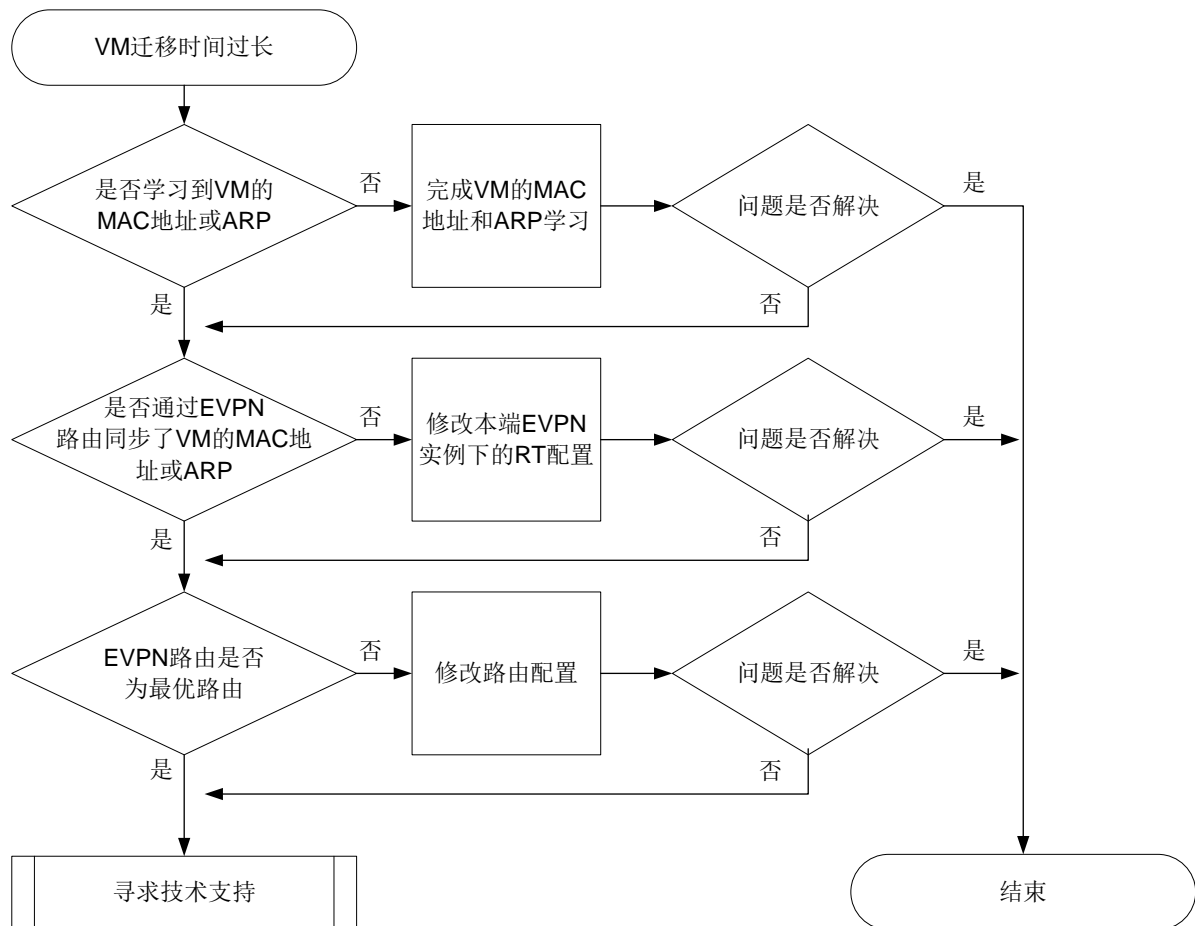 VM迁移时间过长
是否学习到VM的
MAC地址或ARP
否
完成VM的MAC
地址和ARP学习
问题是否解决
是
是
否
是否通过EVPN
路由同步了VM的MAC地
址或ARP
否
修改本端EVPN
实例下的RT配置
问题是否解决
是
是
否
EVPN路由是否
为最优路由
否
修改路由配置
问题是否解决
是
是
否
寻求技术支持
结束